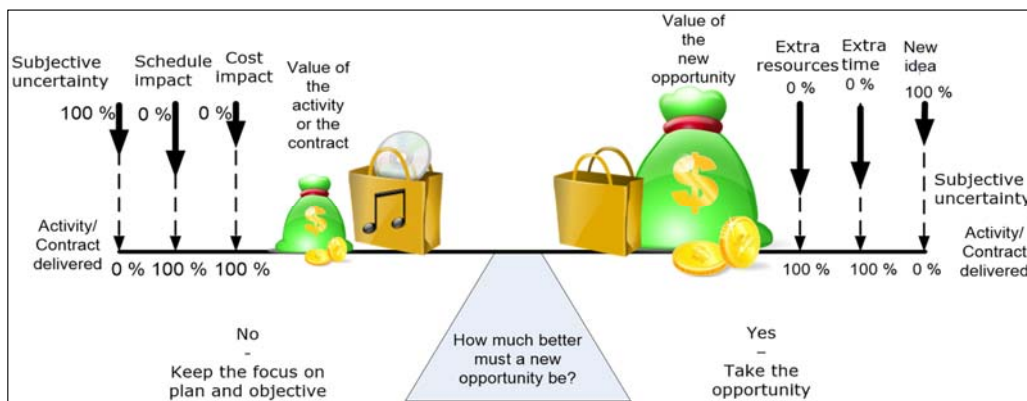 Subjective
uncertainty
100 %
Schedule
impact
0 %
Cost
impact
0 %
Value of
the
activity
or the
contract
Value of
the
new
opportunity
Extra
resources
0 %
Extra
time
0 %
New
idea
100 %
Subjective
uncertainty
$
$
Activity/
Contract
delivered
0 %
100 %
100 %
100 %
100 %
0 %
Activity/
Contract
delivered
No
-
Keep the focus on
plan and objective
How much better
must a new
opportunity be?
Yes
–
Take the
opportunity